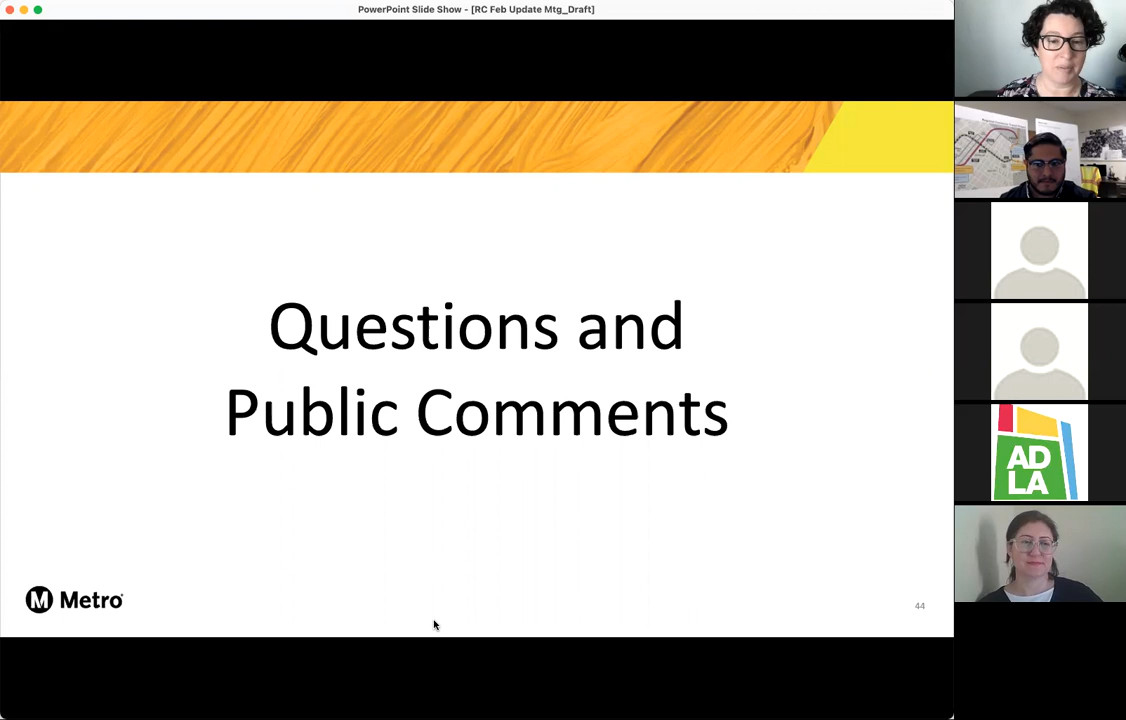 PowerPoint Slide Show - [RC Feb Update Mtg_Draft]
Questions and
Public Comments
M Metro
44
AD
LA